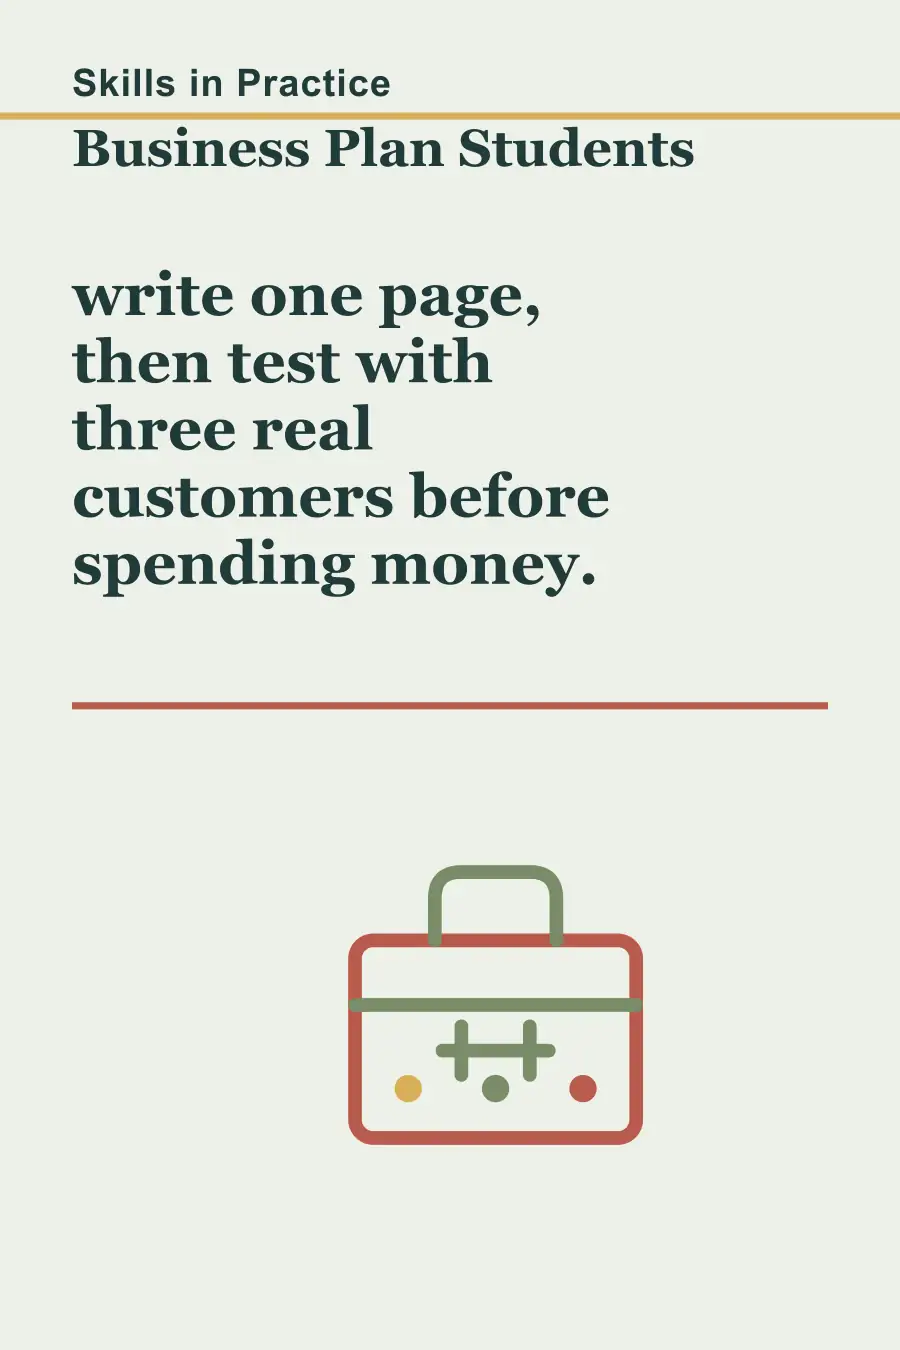 Skills in Practice
Business Plan Students
write one page,
then test with
three real
customers before
spending money.